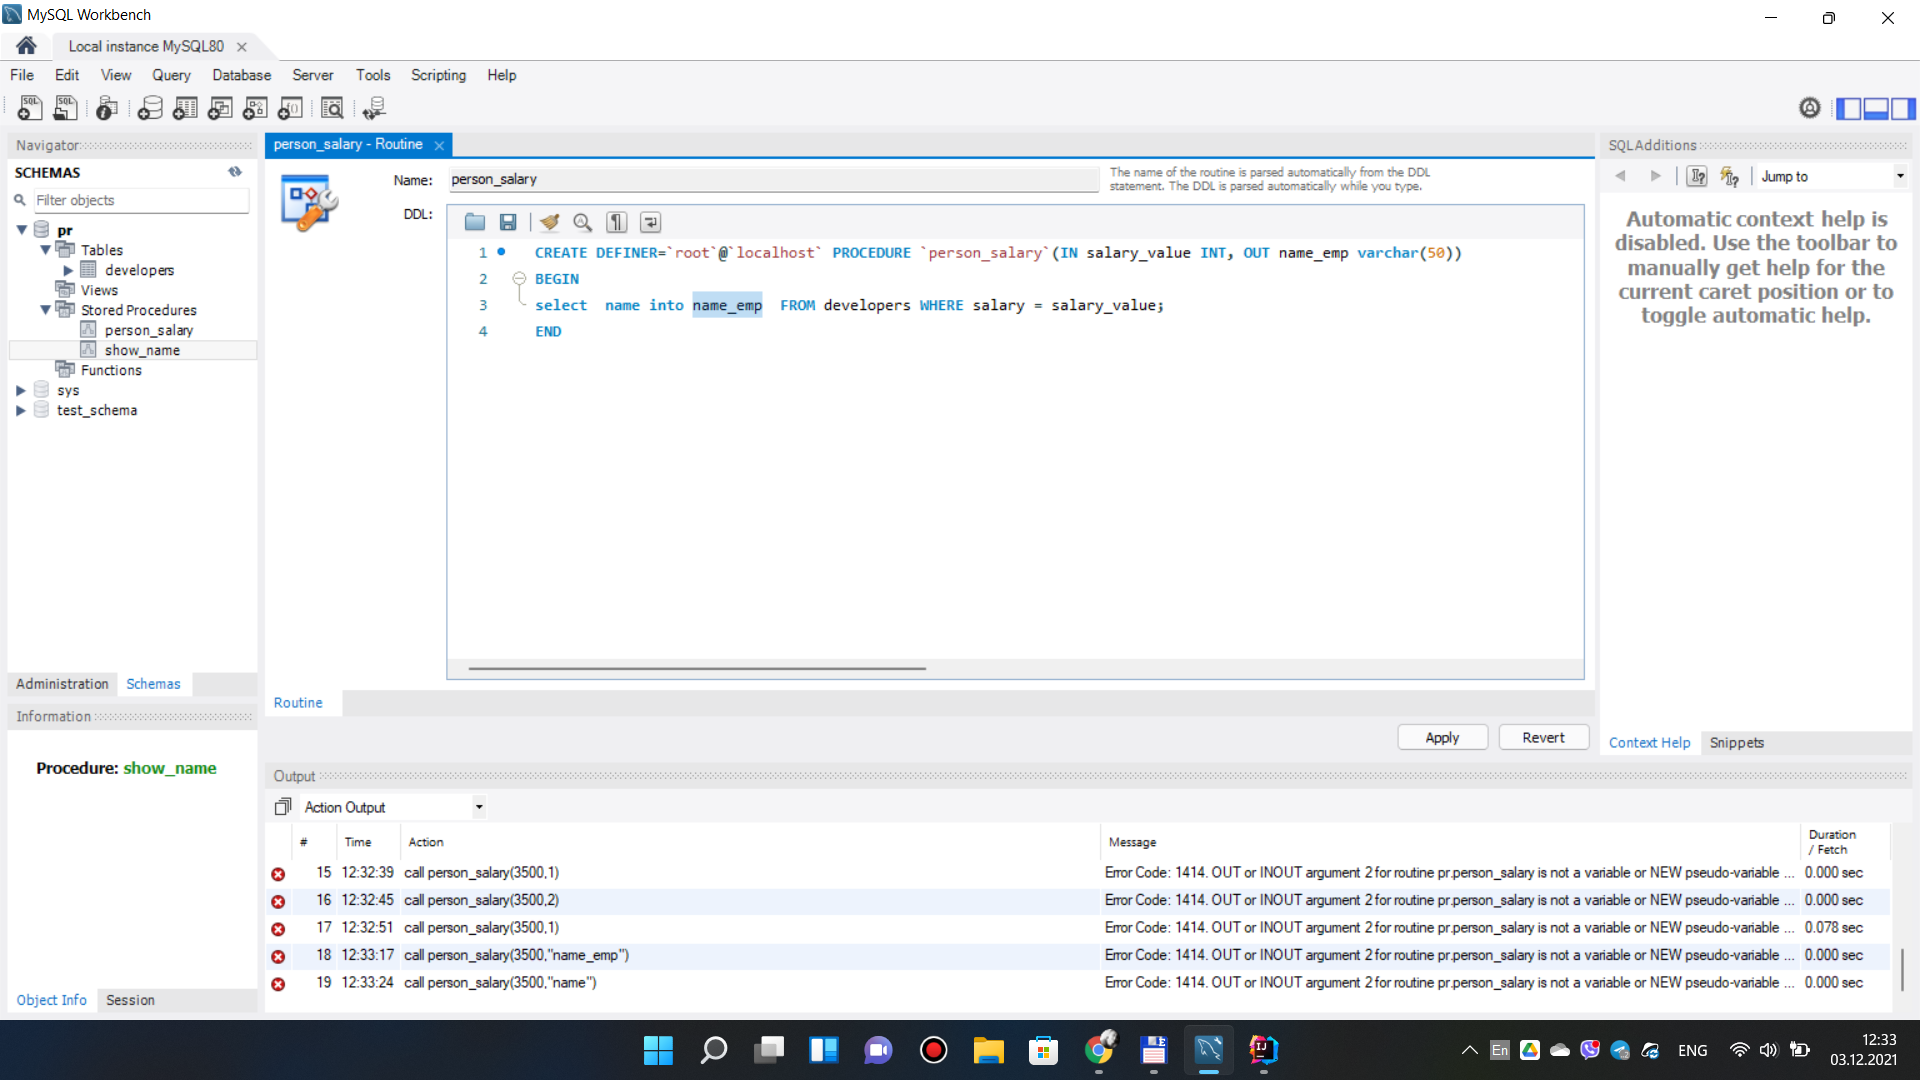 MySQL Workbench
Local instance MySQL80
File Edit View Query Database Server Tools Scripting Help
Navigator
SCHEMAS
Filter objects
pr
Tables
developers
Views
Stored Procedures
person_salary
show_name
Functions
sys
test_schema
Administration Schemas
Information
Procedure: show_name
Object Info Session
person_salary - Routine
Name: person_salary
The name of the routine is parsed automatically from the DDL
statement. The DDL is parsed automatically while you type.
DDL:
1 CREATE DEFINER=`root`@`localhost` PROCEDURE `person_salary`(IN salary_value INT, OUT name_emp varchar(50))
2 BEGIN
3 select name into name_emp FROM developers WHERE salary = salary_value;
4 END
Routine
Apply Revert
SQLAdditions
Jump to
Automatic context help is
disabled. Use the toolbar to
manually get help for the
current caret position or to
toggle automatic help.
Context Help Snippets
Output
Action Output
# Time Action Message Duration / Fetch
15 12:32:39 call person_salary(3500,1) Error Code: 1414. OUT or INOUT argument 2 for routine pr.person_salary is not a variable or NEW pseudo-variable ... 0.000 sec
16 12:32:45 call person_salary(3500,2) Error Code: 1414. OUT or INOUT argument 2 for routine pr.person_salary is not a variable or NEW pseudo-variable ... 0.000 sec
17 12:32:51 call person_salary(3500,1) Error Code: 1414. OUT or INOUT argument 2 for routine pr.person_salary is not a variable or NEW pseudo-variable ... 0.078 sec
18 12:33:17 call person_salary(3500,"name_emp") Error Code: 1414. OUT or INOUT argument 2 for routine pr.person_salary is not a variable or NEW pseudo-variable ... 0.000 sec
19 12:33:24 call person_salary(3500,"name") Error Code: 1414. OUT or INOUT argument 2 for routine pr.person_salary is not a variable or NEW pseudo-variable ... 0.000 sec
En
ENG
12:33
03.12.2021